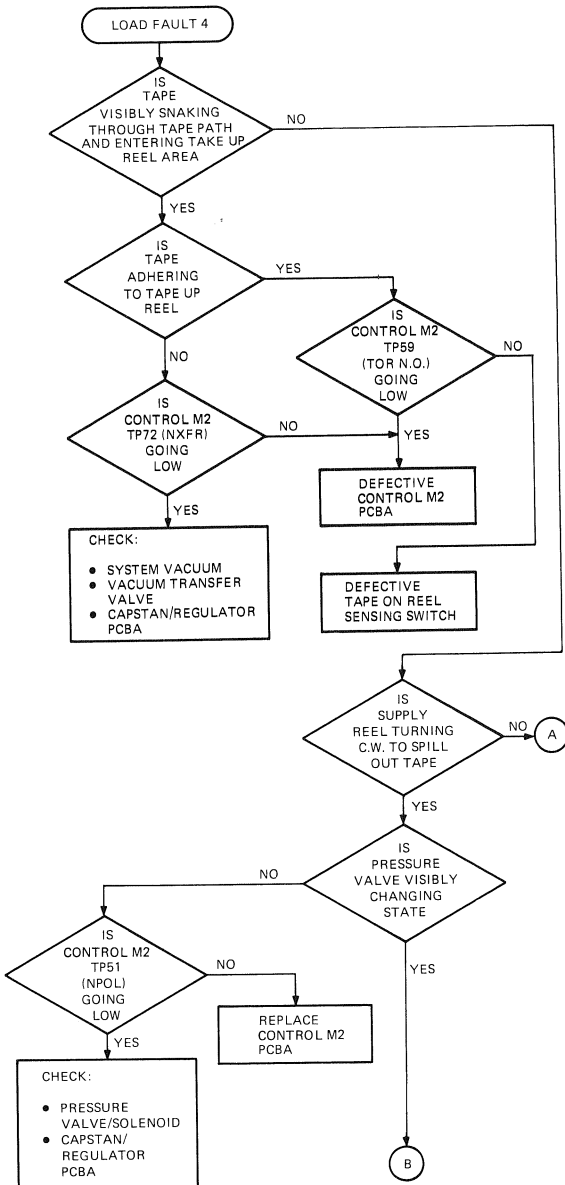 LOAD FAULT 4
IS
TAPE
VISIBLY SNAKING
THROUGH TAPE PATH
AND ENTERING TAKE UP
REEL AREA
NO
YES
IS
TAPE
ADHERING
TO TAPE UP
REEL
YES
NO
IS
CONTROL M2
TP59
(TOR N.O.)
GOING
LOW
NO
YES
IS
CONTROL M2
TP72 (NXFR)
GOING
LOW
NO
YES
DEFECTIVE
CONTROL M2
PCBA
CHECK:
● SYSTEM VACUUM
● VACUUM TRANSFER
VALVE
● CAPSTAN/REGULATOR
PCBA
DEFECTIVE
TAPE ON REEL
SENSING SWITCH
IS
SUPPLY
REEL TURNING
C.W. TO SPILL
OUT TAPE
NO
A
YES
IS
PRESSURE
VALVE VISIBLY
CHANGING
STATE
NO
YES
IS
CONTROL M2
TP51
(NPOL)
GOING
LOW
NO
YES
REPLACE
CONTROL M2
PCBA
CHECK:
● PRESSURE
VALVE/SOLENOID
● CAPSTAN/
REGULATOR
PCBA
B